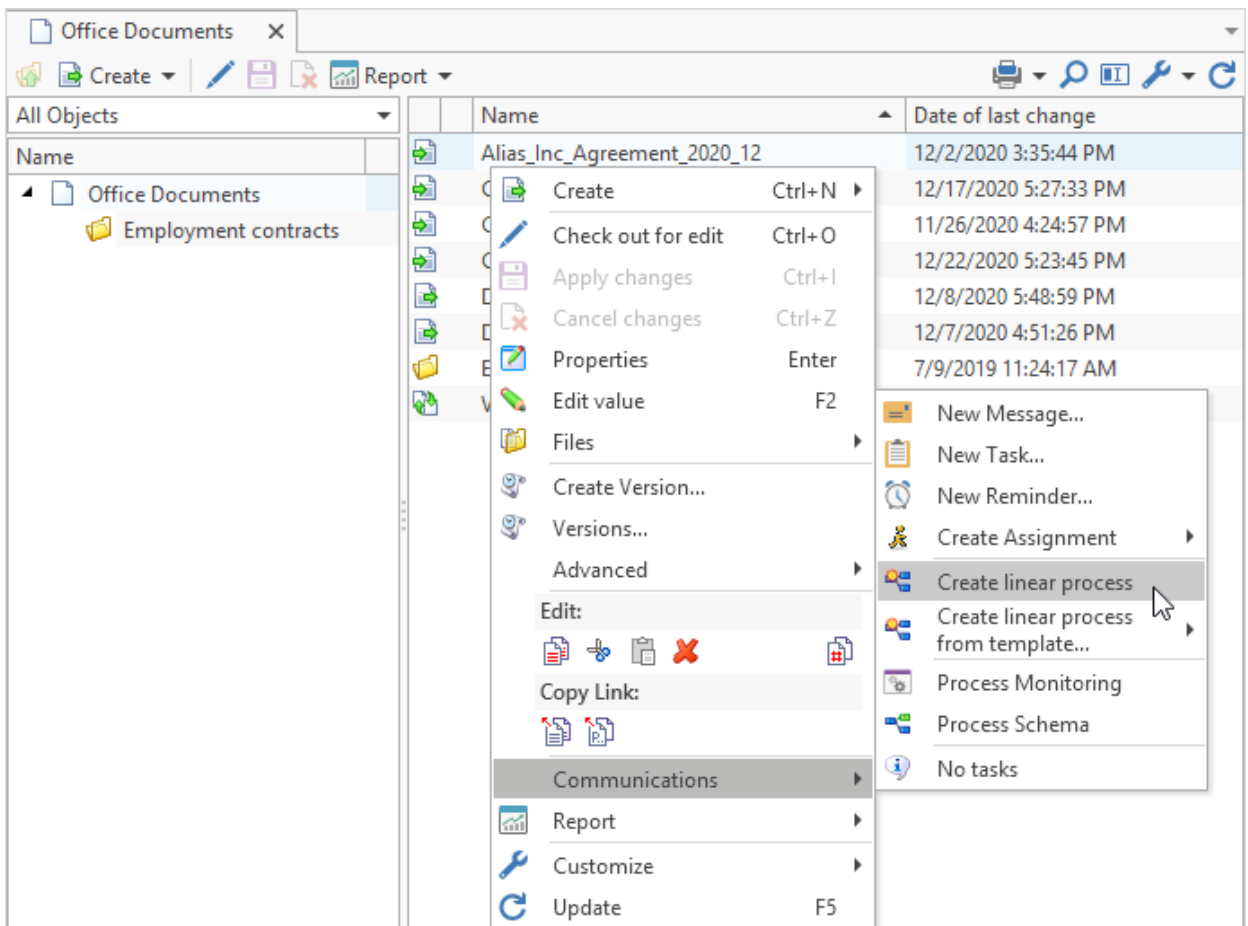 Office Documents
Create
Report
All Objects
Name
Office Documents
Employment contracts
Name
Date of last change
Alias_Inc_Agreement_2020_12
12/2/2020 3:35:44 PM
12/17/2020 5:27:33 PM
11/26/2020 4:24:57 PM
12/22/2020 5:23:45 PM
12/8/2020 5:48:59 PM
12/7/2020 4:51:26 PM
7/9/2019 11:24:17 AM
Create Ctrl+N
Check out for edit Ctrl+O
Apply changes Ctrl+I
Cancel changes Ctrl+Z
Properties Enter
Edit value F2
Files
Create Version...
Versions...
Advanced
Edit:
Copy Link:
Communications
Report
Customize
Update F5
New Message...
New Task...
New Reminder...
Create Assignment
Create linear process
Create linear process
from template...
Process Monitoring
Process Schema
No tasks